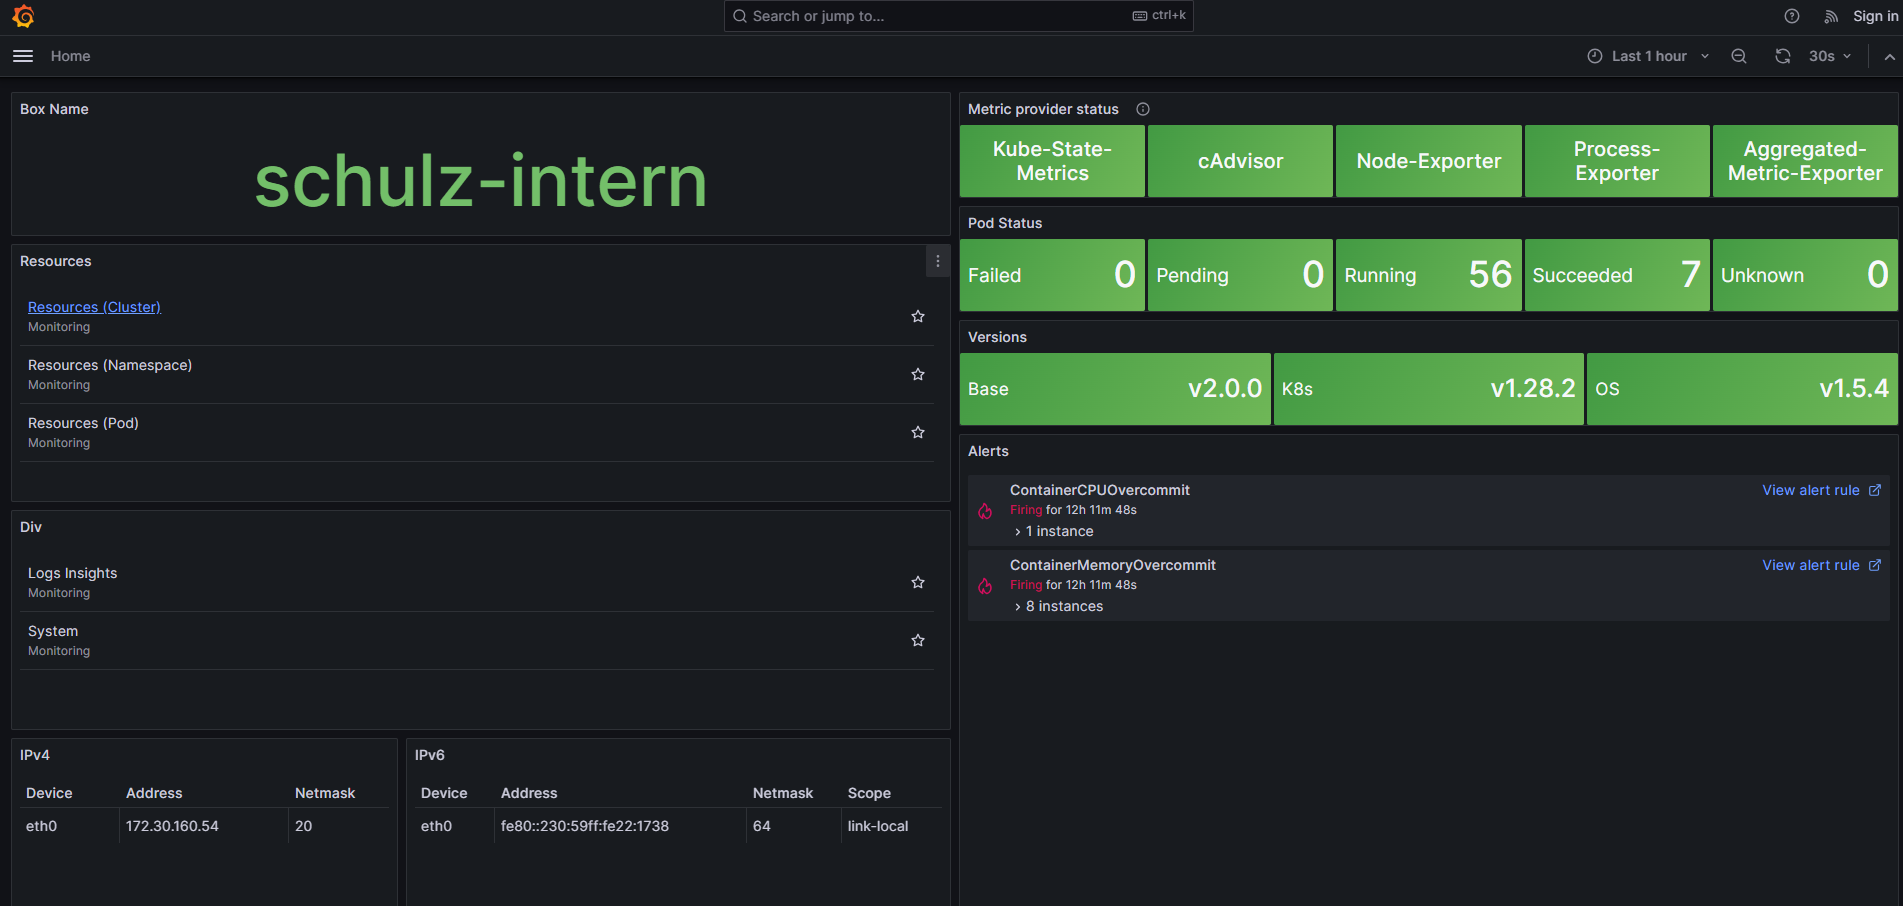 Search or jump to...
ctrl+k
Sign in
Home
Last 1 hour
30s
Box Name
schulz-intern
Resources
Resources (Cluster)
Monitoring
Resources (Namespace)
Monitoring
Resources (Pod)
Monitoring
Div
Logs Insights
Monitoring
System
Monitoring
IPv4
Device Address Netmask
eth0 172.30.160.54 20
IPv6
Device Address Netmask Scope
eth0 fe80::230:59ff:fe22:1738 64 link-local
Metric provider status
Kube-State-
Metrics
cAdvisor
Node-Exporter
Process-
Exporter
Aggregated-
Metric-Exporter
Pod Status
Failed 0
Pending 0
Running 56
Succeeded 7
Unknown 0
Versions
Base v2.0.0
K8s v1.28.2
OS v1.5.4
Alerts
ContainerCPUOvercommit
View alert rule
Firing for 12h 11m 48s
1 instance
ContainerMemoryOvercommit
View alert rule
Firing for 12h 11m 48s
8 instances